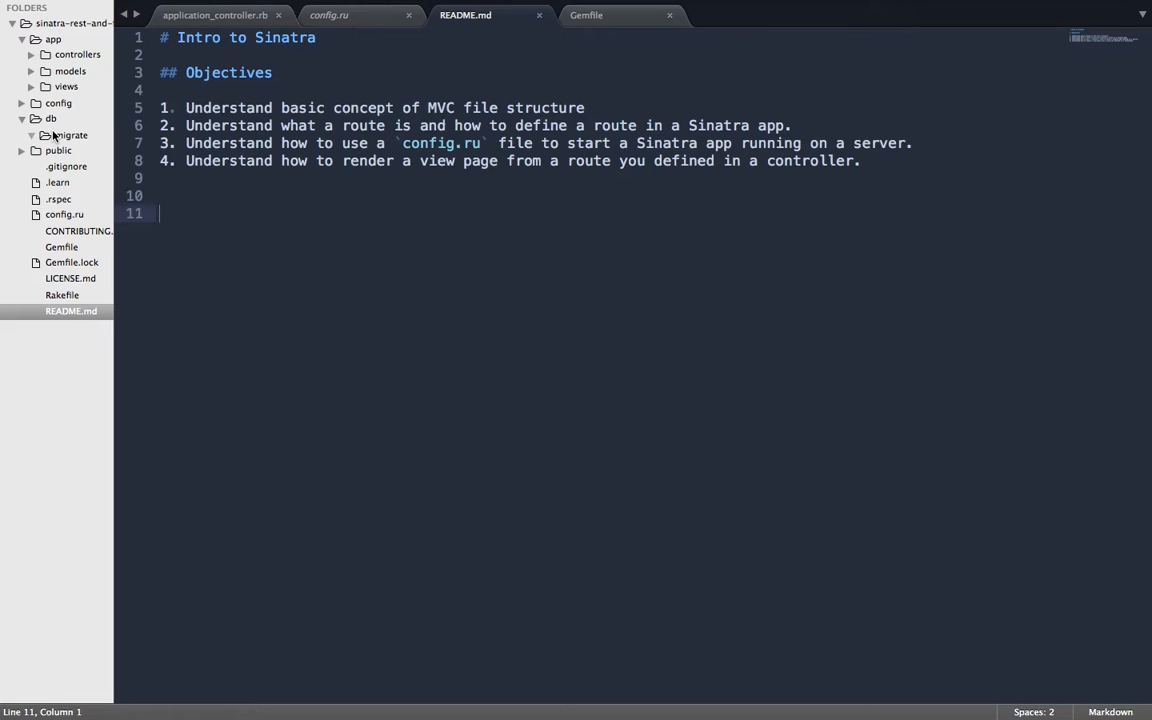 FOLDERS
sinatra-rest-and-
app
controllers
models
views
config
db
migrate
public
.gitignore
.learn
.rspec
config.ru
CONTRIBUTING.
Gemfile
Gemfile.lock
LICENSE.md
Rakefile
README.md
application_controller.rb ×
config.ru ×
README.md ×
Gemfile ×
1 # Intro to Sinatra
2
3 ## Objectives
4
5 1. Understand basic concept of MVC file structure
6 2. Understand what a route is and how to define a route in a Sinatra app.
7 3. Understand how to use a `config.ru` file to start a Sinatra app running on a server.
8 4. Understand how to render a view page from a route you defined in a controller.
9
10
11
Line 11, Column 1
Spaces: 2
Markdown